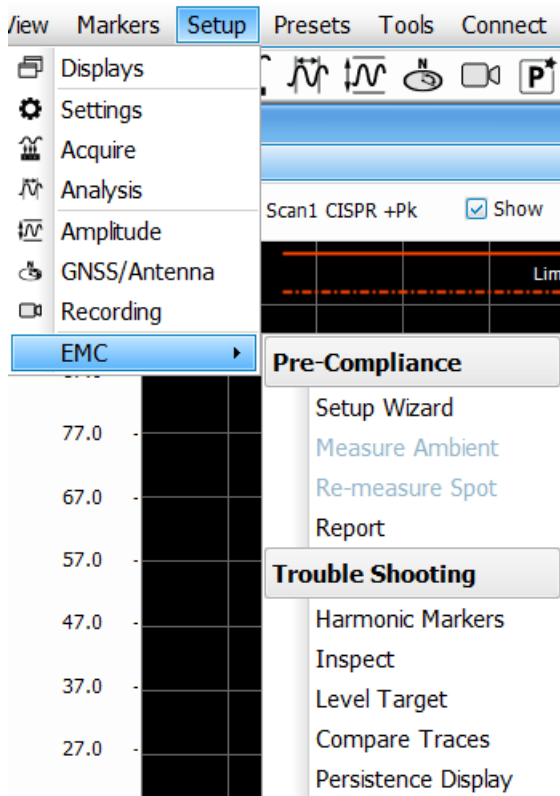 View Markers Setup Presets Tools Connect
Displays
Settings
Acquire
Analysis
Amplitude
GNSS/Antenna
Recording
EMC
N
P
Scan1 CISPR +Pk Show
Lim
Pre-Compliance
Setup Wizard
Measure Ambient
Re-measure Spot
Report
Trouble Shooting
Harmonic Markers
Inspect
Level Target
Compare Traces
Persistence Display
77.0
67.0
57.0
47.0
37.0
27.0